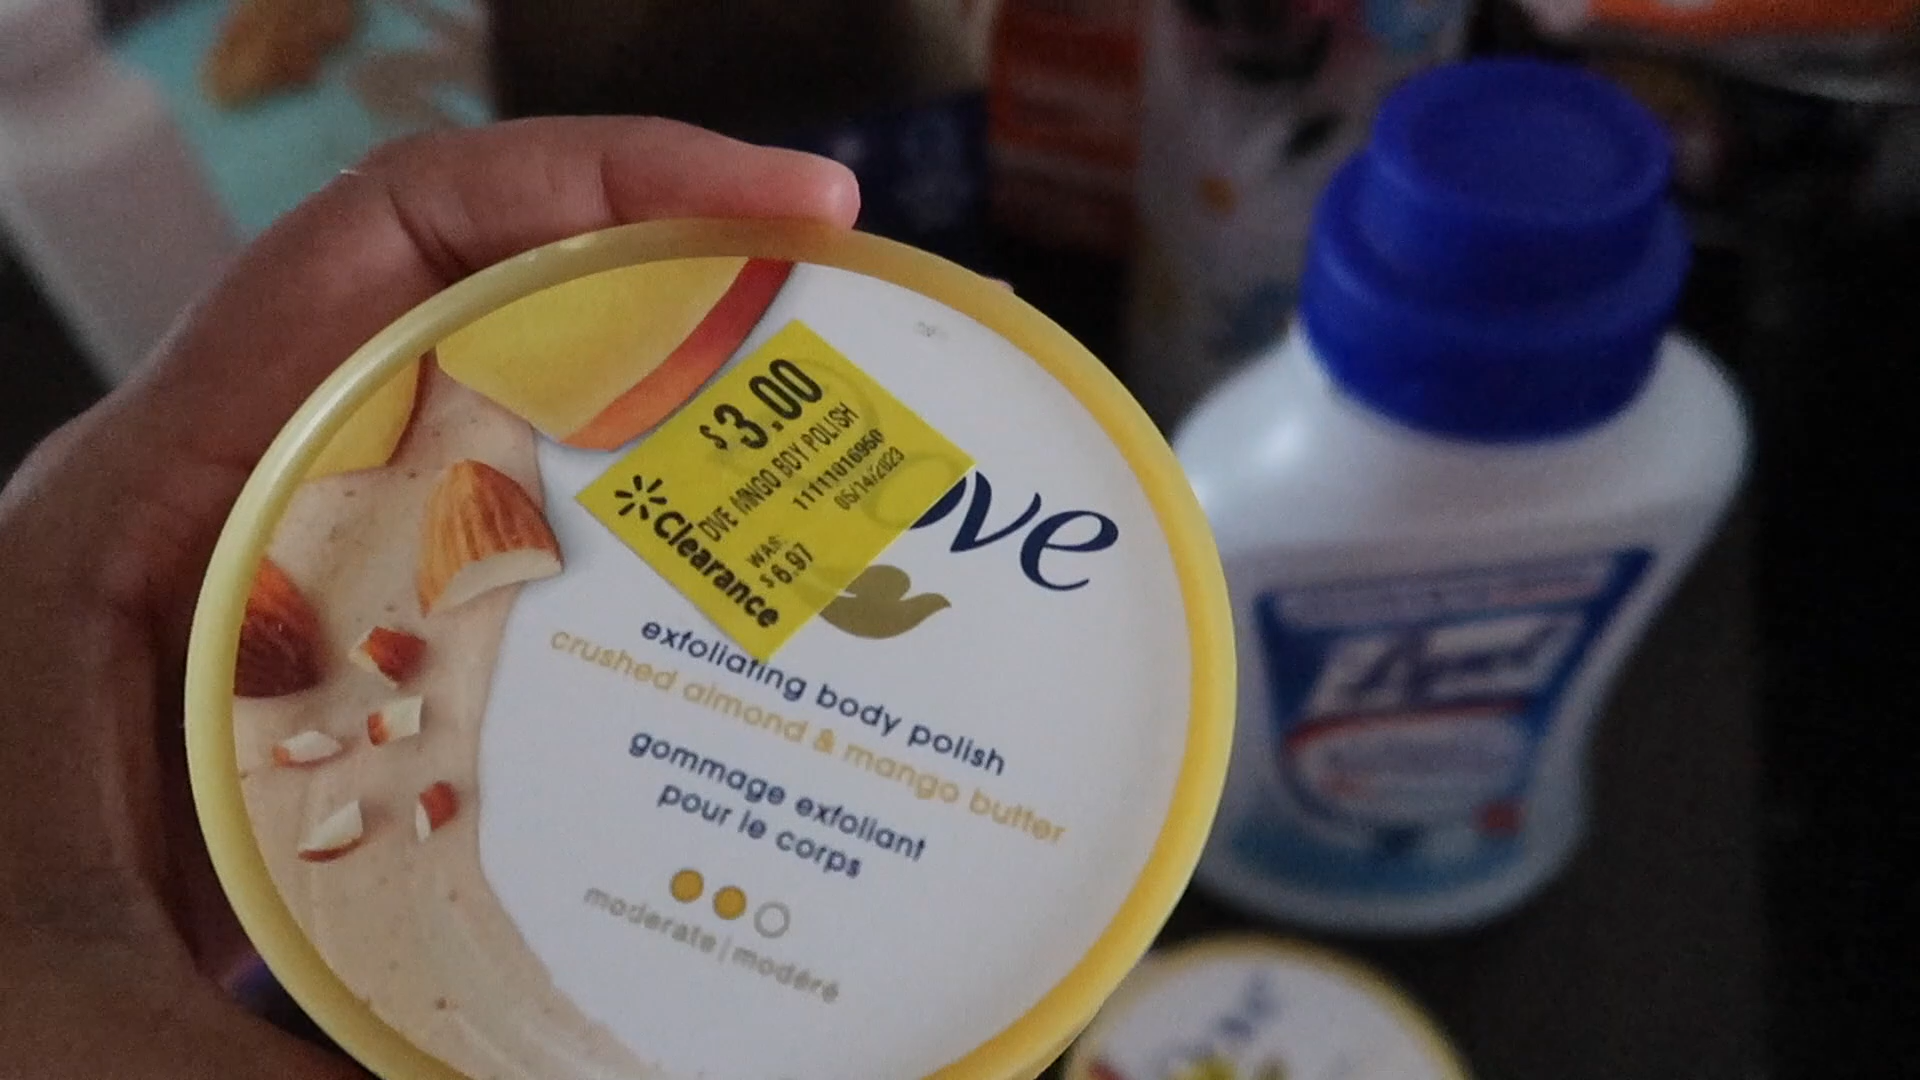 $3.00
DVE MNGO BDY POLISH
11111016950
05/14/2023
WAS:
$6.97
Clearance
ove
exfoliating body polish
crushed almond & mango butter
gommage exfoliant
pour le corps
moderate | modéré